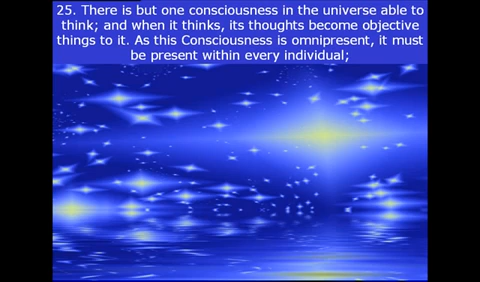 25. There is but one consciousness in the universe able to
think; and when it thinks, its thoughts become objective
things to it. As this Consciousness is omnipresent, it must
be present within every individual;